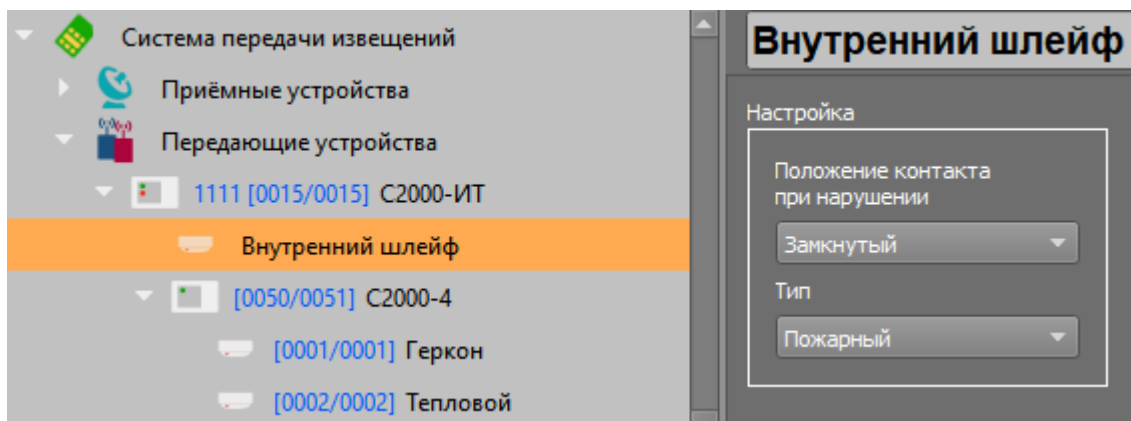 Система передачи извещений
Приёмные устройства
Передающие устройства
1111 [0015/0015] С2000-ИТ
Внутренний шлейф
[0050/0051] С2000-4
[0001/0001] Геркон
[0002/0002] Тепловой
Внутренний шлейф
Настройка
Положение контакта
при нарушении
Замкнутый
Тип
Пожарный